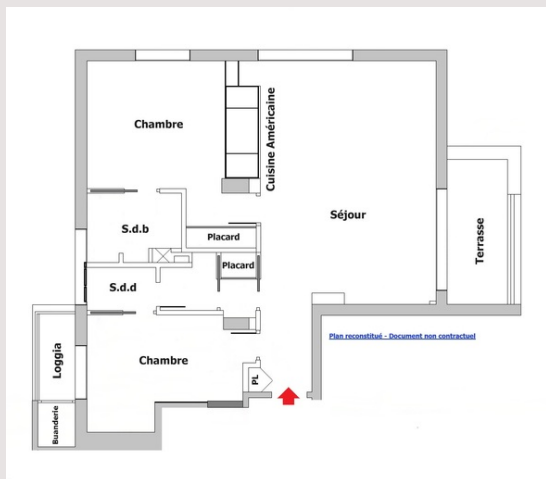 Chambre
Cuisine Américaine
S.d.b
Placard
Séjour
Terrasse
Placard
S.d.d
Plan reconstitué - Document non contractuel
Loggia
Chambre
PL
Buanderie